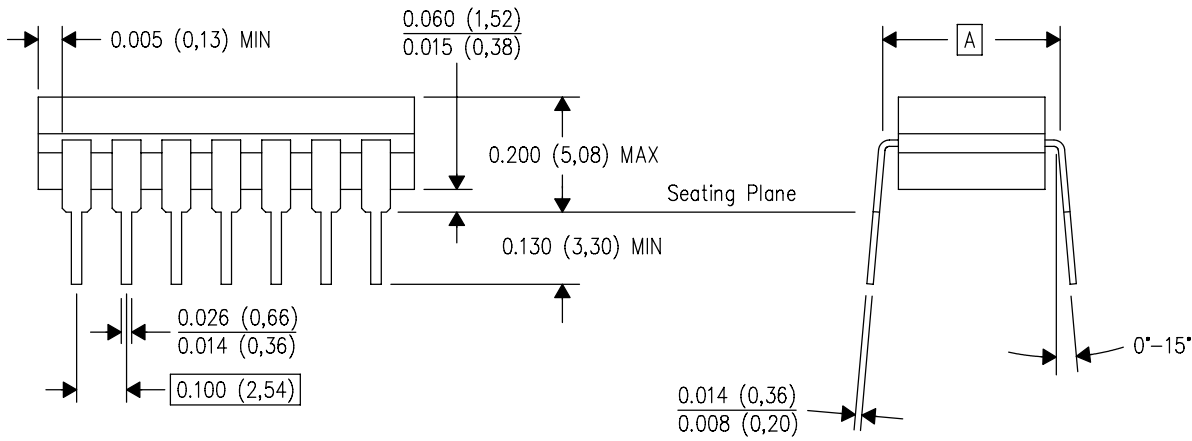 0.005 (0,13) MIN
0.060 (1,52)
0.015 (0,38)
A
0.200 (5,08) MAX
Seating Plane
0.130 (3,30) MIN
0.026 (0,66)
0.014 (0,36)
0°-15°
0.100 (2,54)
0.014 (0,36)
0.008 (0,20)